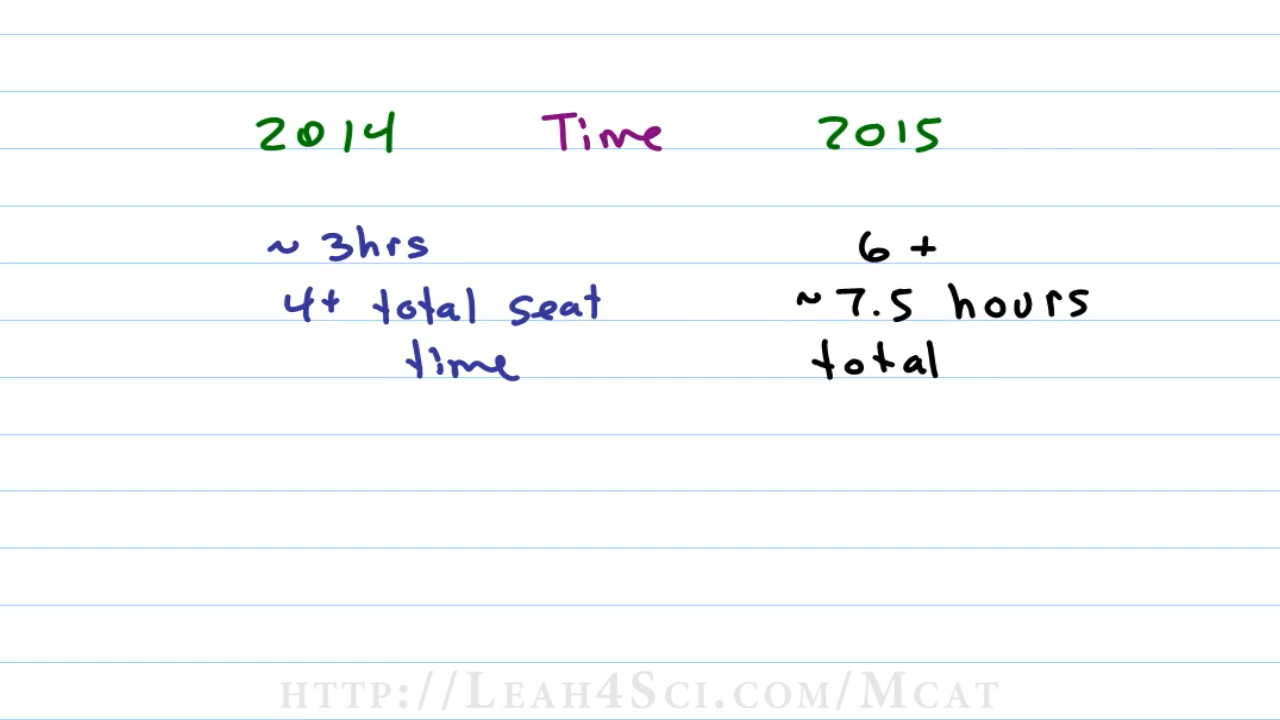 2014 Time 2015
~ 3hrs 6 +
4+ total seat ~ 7.5 hours
time total
HTTP://LEAH4SCI.COM/MCAT